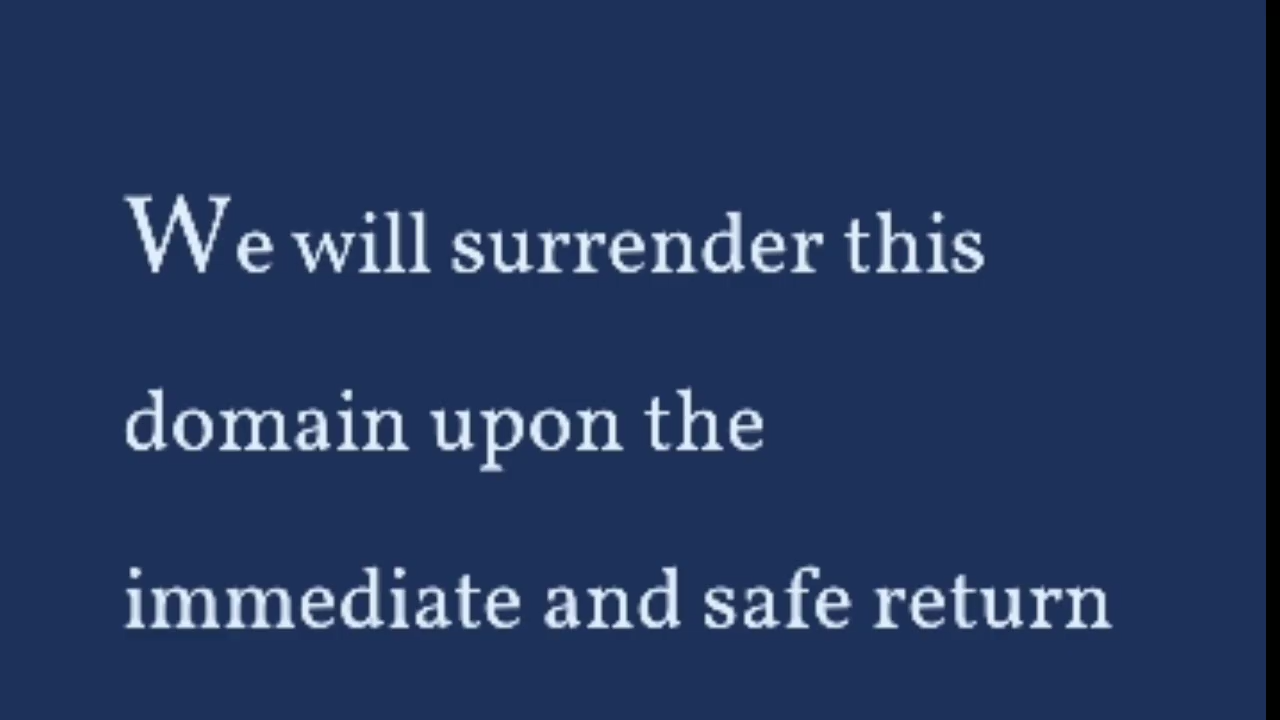 We will surrender this
domain upon the
immediate and safe return